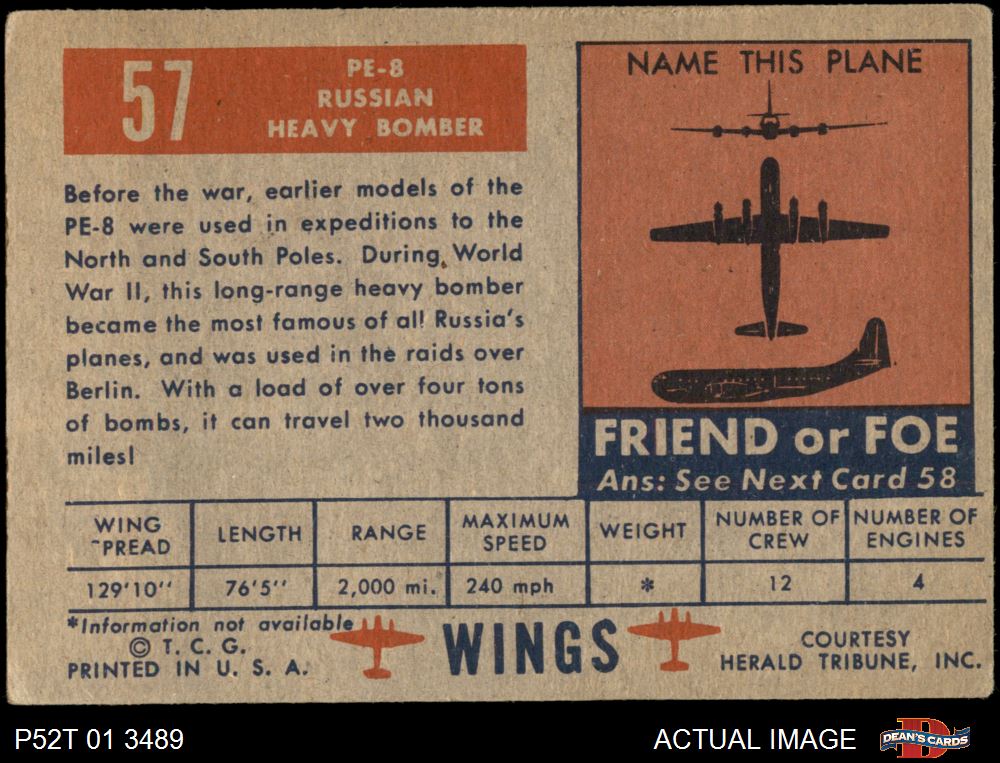 57
PE-8
RUSSIAN
HEAVY BOMBER
Before the war, earlier models of the
PE-8 were used in expeditions to the
North and South Poles. During World
War II, this long-range heavy bomber
became the most famous of all Russia's
planes, and was used in the raids over
Berlin. With a load of over four tons
of bombs, it can travel two thousand
miles!
NAME THIS PLANE
FRIEND or FOE
Ans: See Next Card 58
WING PREAD LENGTH RANGE MAXIMUM SPEED WEIGHT NUMBER OF CREW NUMBER OF ENGINES
129'10" 76'5" 2,000 mi. 240 mph * 12 4
*Information not available
© T. C. G.
PRINTED IN U. S. A.
WINGS
COURTESY
HERALD TRIBUNE, INC.
P52T 01 3489
ACTUAL IMAGE
D
DEAN'S CARDS